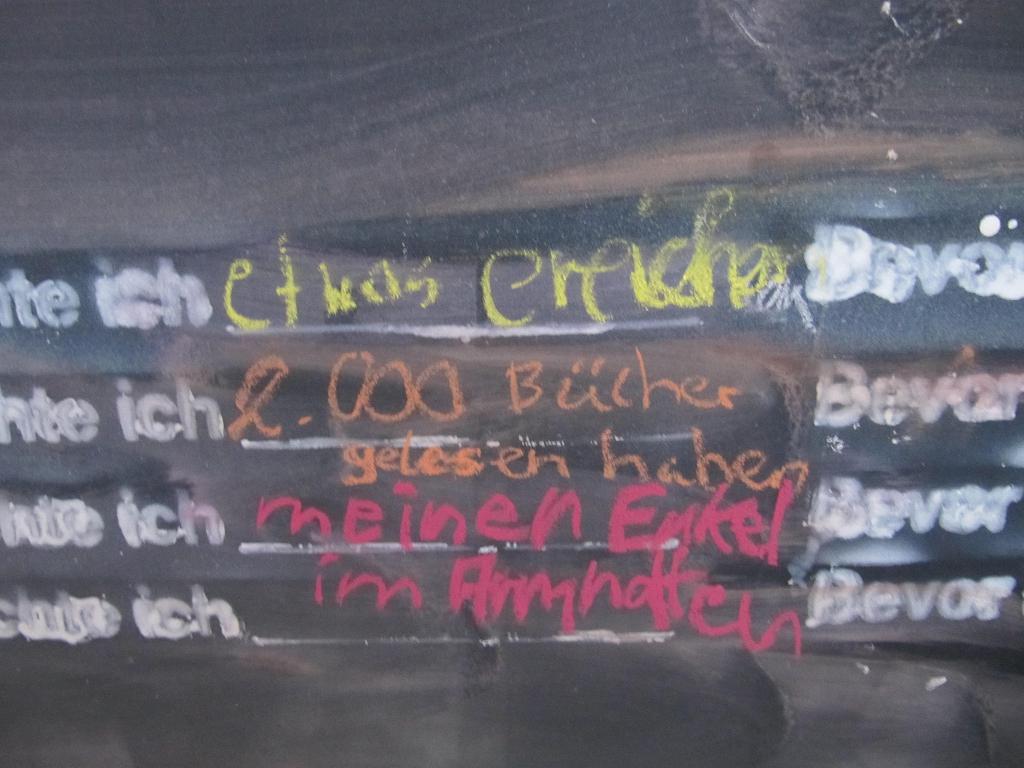 hte ich etwas erreichen Bevor
hte ich 2.000 Bücher Bevor
gelesen haben
hte ich meinen Enkel Bevor
chte ich im Arm halten Bevor